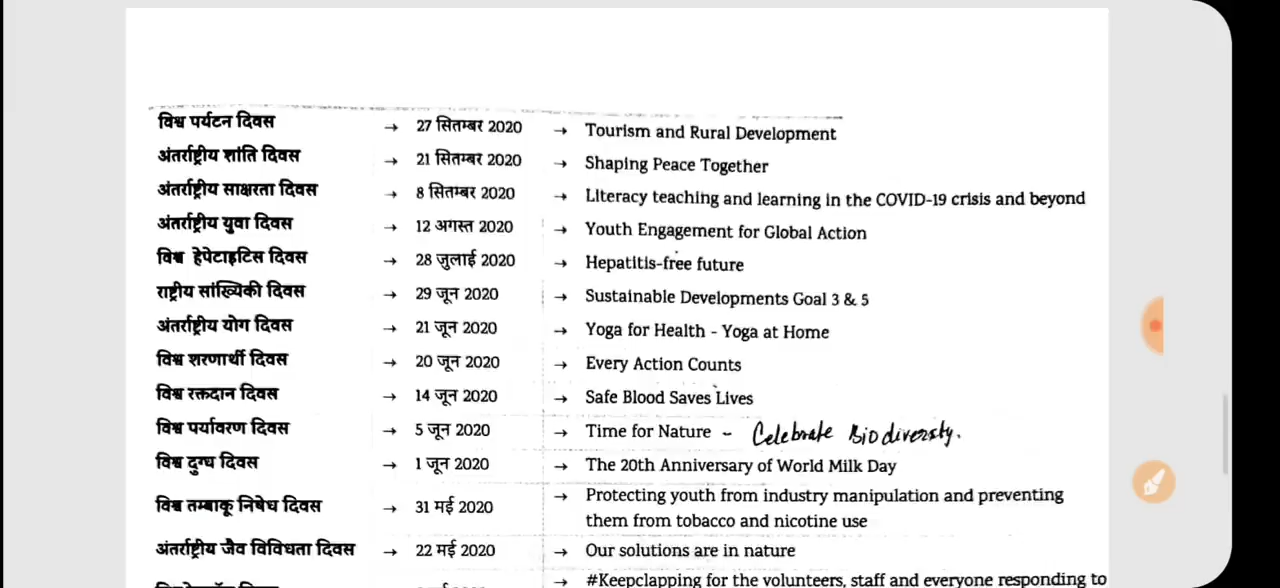 विश्व पर्यटन दिवस → 27 सितम्बर 2020 → Tourism and Rural Development
अंतर्राष्ट्रीय शांति दिवस → 21 सितम्बर 2020 → Shaping Peace Together
अंतर्राष्ट्रीय साक्षरता दिवस → 8 सितम्बर 2020 → Literacy teaching and learning in the COVID-19 crisis and beyond
अंतर्राष्ट्रीय युवा दिवस → 12 अगस्त 2020 → Youth Engagement for Global Action
विश्व हेपेटाइटिस दिवस → 28 जुलाई 2020 → Hepatitis-free future
राष्ट्रीय सांख्यिकी दिवस → 29 जून 2020 → Sustainable Developments Goal 3 & 5
अंतर्राष्ट्रीय योग दिवस → 21 जून 2020 → Yoga for Health - Yoga at Home
विश्व शरणार्थी दिवस → 20 जून 2020 → Every Action Counts
विश्व रक्तदान दिवस → 14 जून 2020 → Safe Blood Saves Lives
विश्व पर्यावरण दिवस → 5 जून 2020 → Time for Nature - Celebrate Biodiversty.
विश्व दुग्ध दिवस → 1 जून 2020 → The 20th Anniversary of World Milk Day
विश्व तम्बाकू निषेध दिवस → 31 मई 2020 → Protecting youth from industry manipulation and preventing
them from tobacco and nicotine use
अंतर्राष्ट्रीय जैव विविधता दिवस → 22 मई 2020 → Our solutions are in nature
→ #Keepclapping for the volunteers, staff and everyone responding to